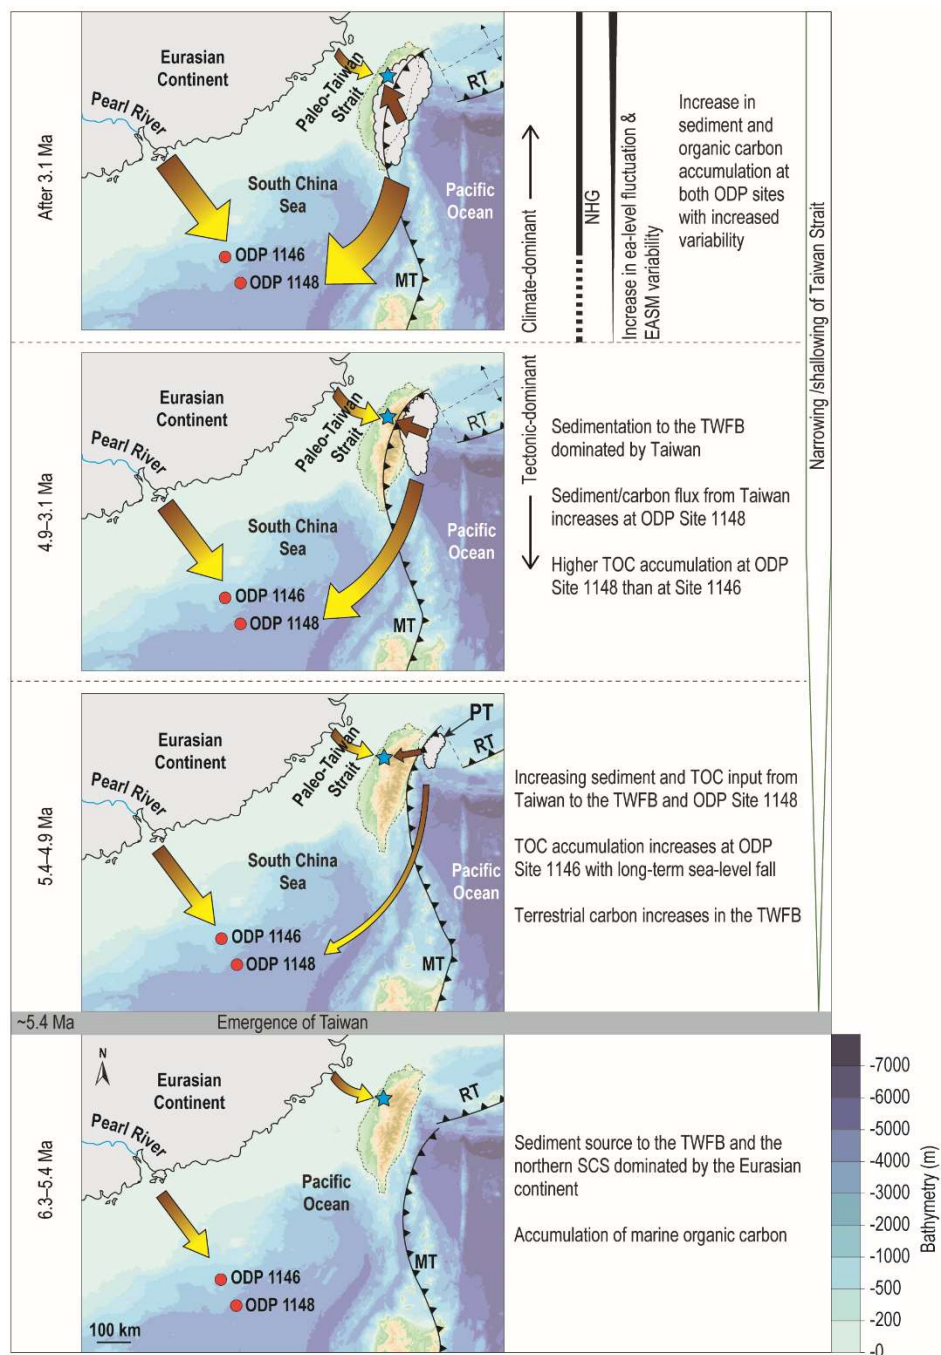 After 3.1 Ma
Eurasian
Continent
Pearl River
Paleo-Taiwan
Strait
RT
South China
Sea
Pacific
Ocean
ODP 1146
ODP 1148
MT
Climate-dominant
NHG
Increase in ea-level fluctuation &
EASM variability
Increase in
sediment and
organic carbon
accumulation at
both ODP sites
with increased
variability
Narrowing /shallowing of Taiwan Strait
4.9–3.1 Ma
Eurasian
Continent
Pearl River
Paleo-Taiwan
Strait
RT
South China
Sea
Pacific
Ocean
ODP 1146
ODP 1148
MT
Tectonic-dominant
Sedimentation to the TWFB
dominated by Taiwan
Sediment/carbon flux from Taiwan
increases at ODP Site 1148
Higher TOC accumulation at ODP
Site 1148 than at Site 1146
5.4–4.9 Ma
Eurasian
Continent
Pearl River
Paleo-Taiwan
Strait
PT
RT
South China
Sea
Pacific
Ocean
ODP 1146
ODP 1148
MT
Increasing sediment and TOC input from
Taiwan to the TWFB and ODP Site 1148
TOC accumulation increases at ODP
Site 1146 with long-term sea-level fall
Terrestrial carbon increases in the TWFB
~5.4 Ma
Emergence of Taiwan
6.3–5.4 Ma
N
Eurasian
Continent
Pearl River
RT
Pacific
Ocean
MT
ODP 1146
ODP 1148
100 km
Sediment source to the TWFB and the
northern SCS dominated by the Eurasian
continent
Accumulation of marine organic carbon
-7000
-6000
-5000
-4000
-3000
-2000
-1000
-500
-200
-0
Bathymetry (m)